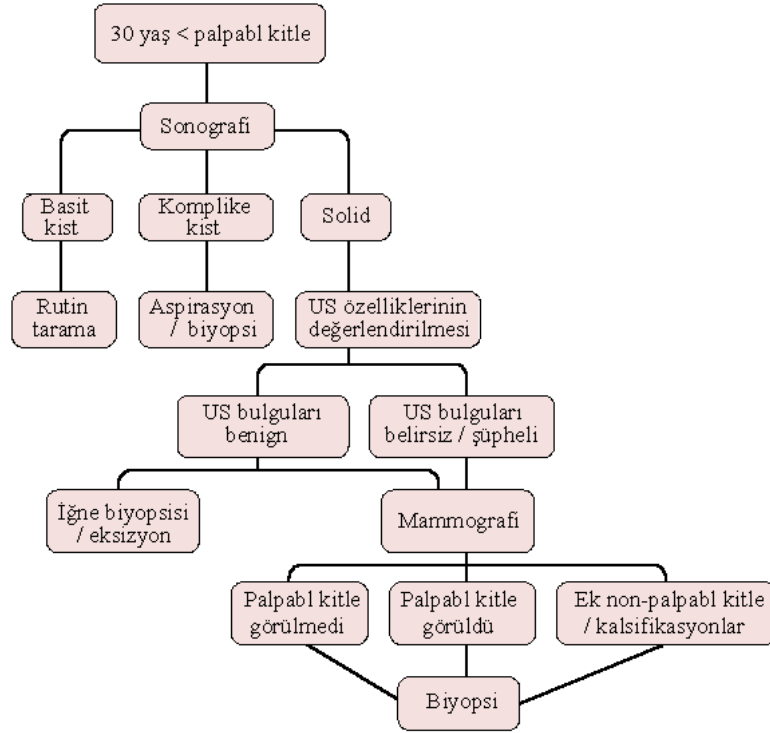 30 yaş < palpabl kitle
Sonografi
Basit
kist
Komplike
kist
Solid
Rutin
tarama
Aspirasyon
/ biyopsi
US özelliklerinin
değerlendirilmesi
US bulguları
benign
US bulguları
belirsiz / şüpheli
İğne biyopsisi
/ eksizyon
Mammografi
Palpabl kitle
görülmedi
Palpabl kitle
görüldü
Ek non-palpabl kitle
/ kalsifikasyonlar
Biyopsi